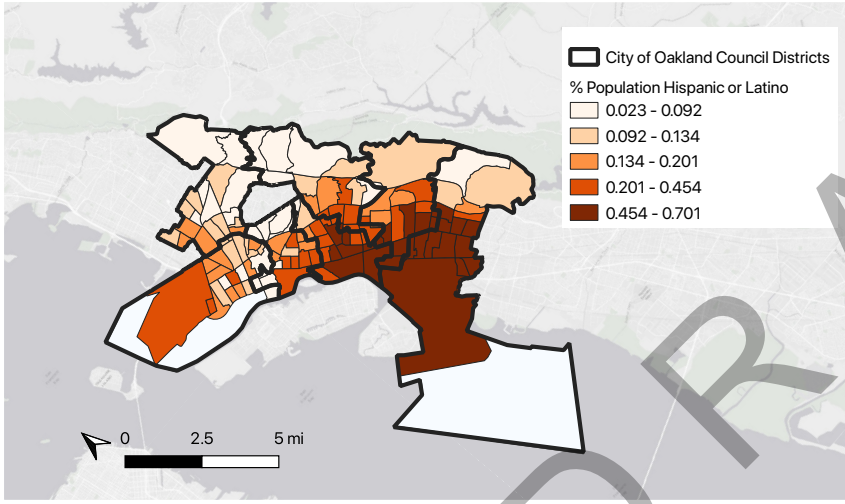 City of Oakland Council Districts
% Population Hispanic or Latino
0.023 - 0.092
0.092 - 0.134
0.134 - 0.201
0.201 - 0.454
0.454 - 0.701
0 2.5 5 mi